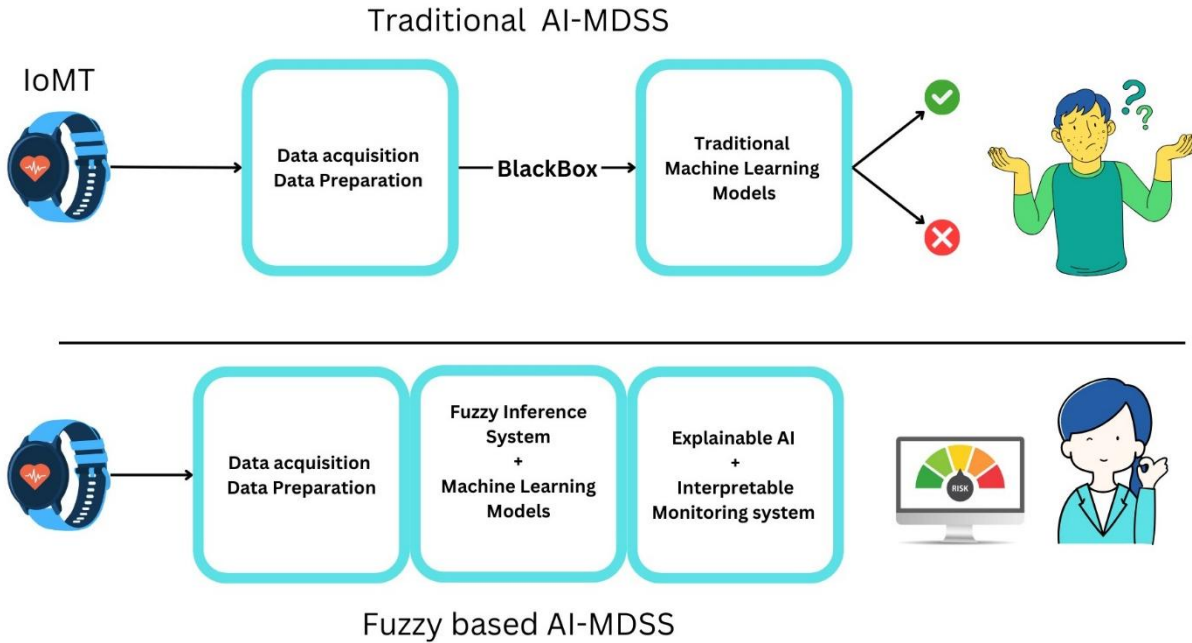 Traditional AI-MDSS
IoMT
Data acquisition
Data Preparation
BlackBox
Traditional
Machine Learning
Models
??
Data acquisition
Data Preparation
Fuzzy Inference
System
+
Machine Learning
Models
Explainable AI
+
Interpretable
Monitoring system
RISK
Fuzzy based AI-MDSS